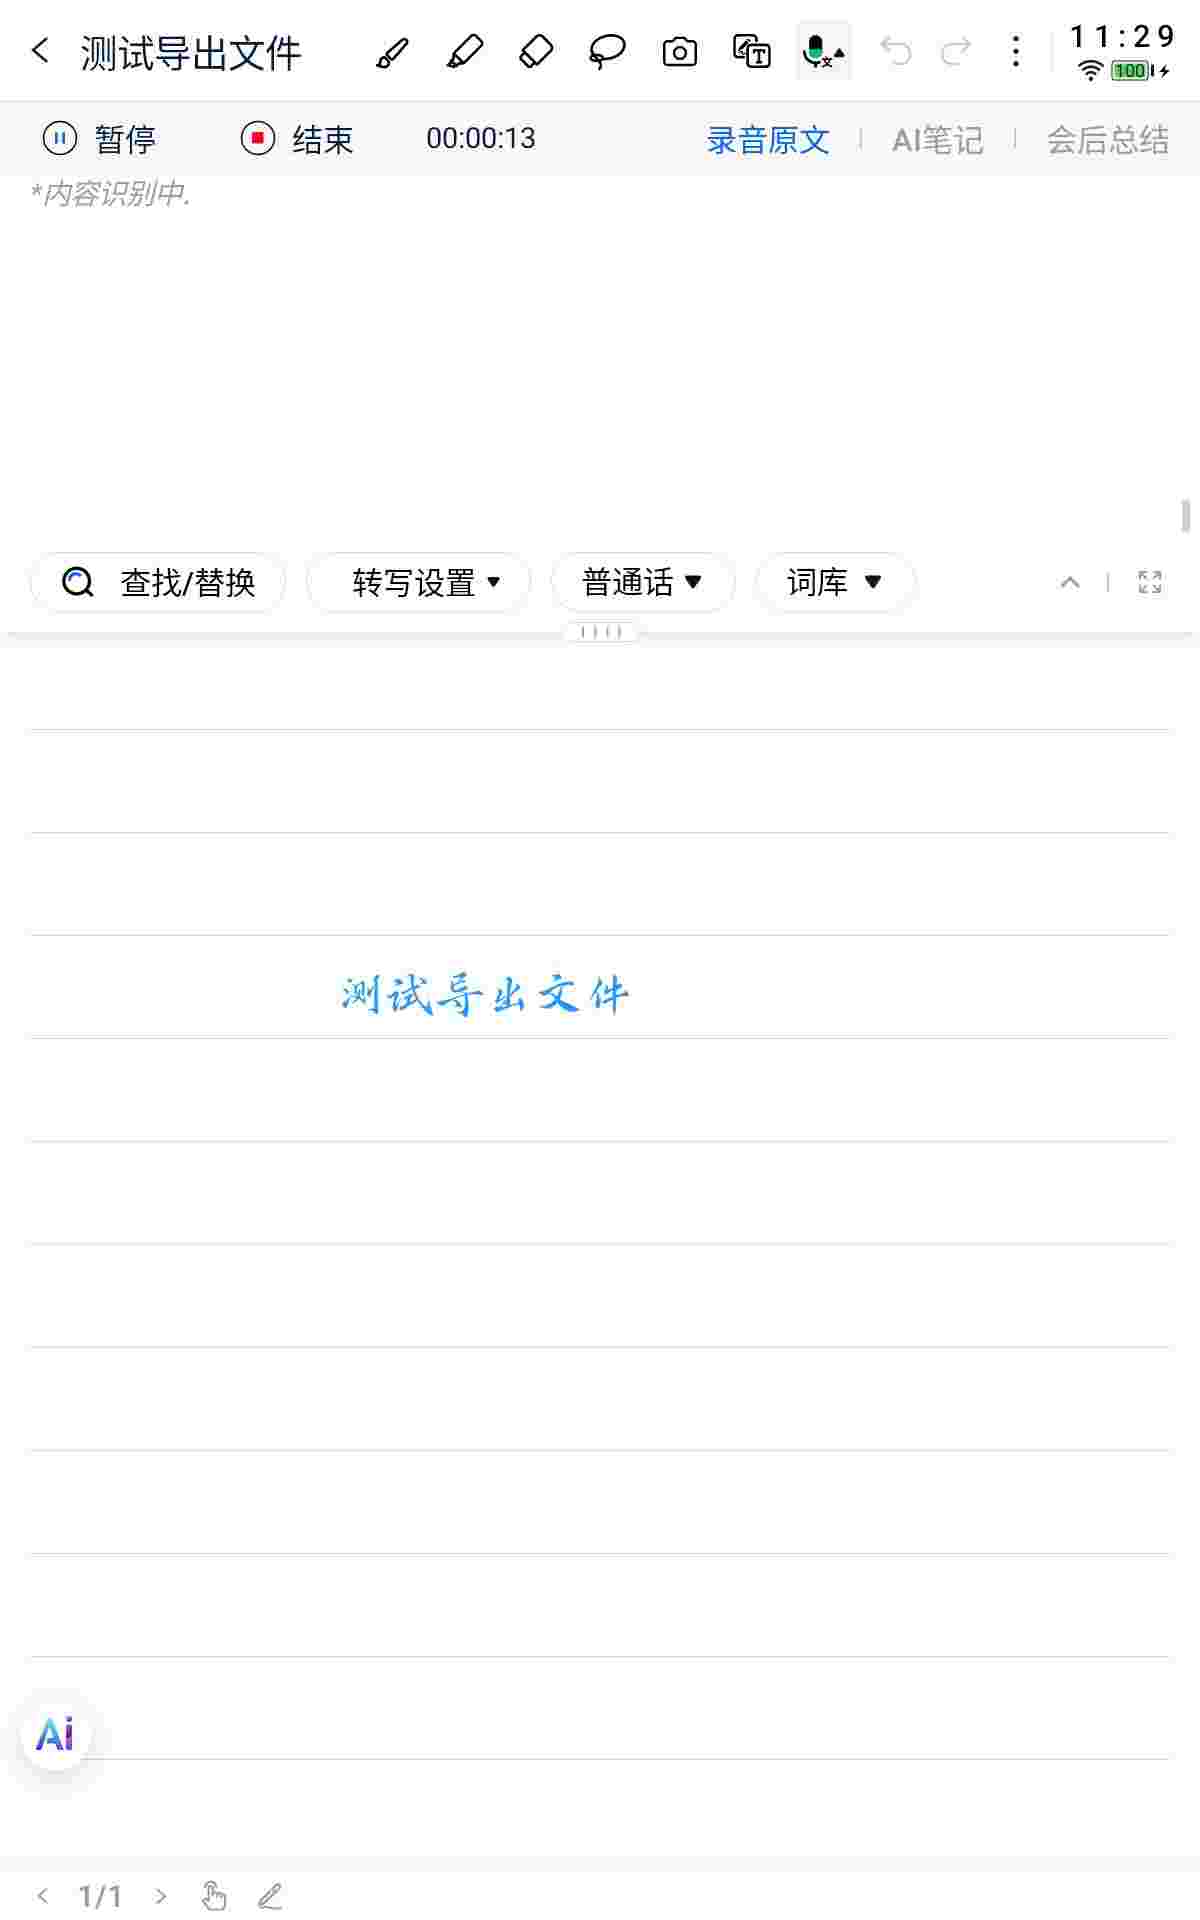 测试导出文件
11:29
100
暂停 结束 00:00:13 录音原文 AI笔记 会后总结
*内容识别中.
查找/替换 转写设置 普通话 词库
测试导出文件
Ai
1/1